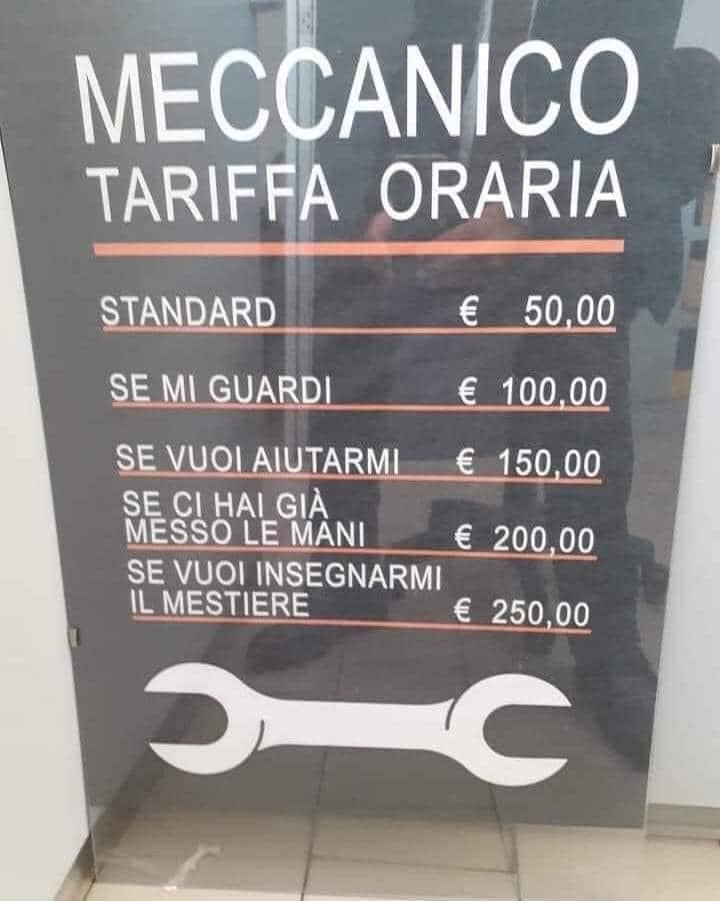 MECCANICO
TARIFFA ORARIA
STANDARD € 50,00
SE MI GUARDI € 100,00
SE VUOI AIUTARMI € 150,00
SE CI HAI GIÀ
MESSO LE MANI € 200,00
SE VUOI INSEGNARMI
IL MESTIERE € 250,00